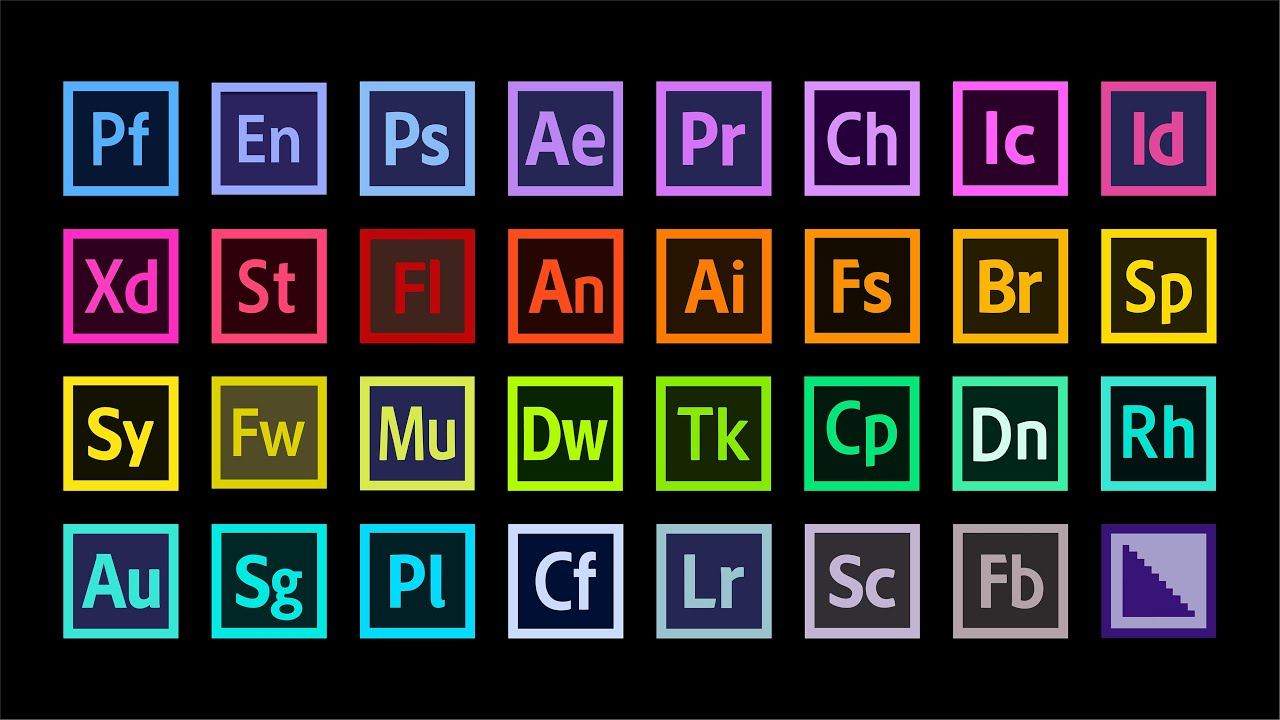 Pf En Ps Ae Pr Ch Ic Id
Xd St Fl An Ai Fs Br Sp
Sy Fw Mu Dw Tk Cp Dn Rh
Au Sg Pl Cf Lr Sc Fb